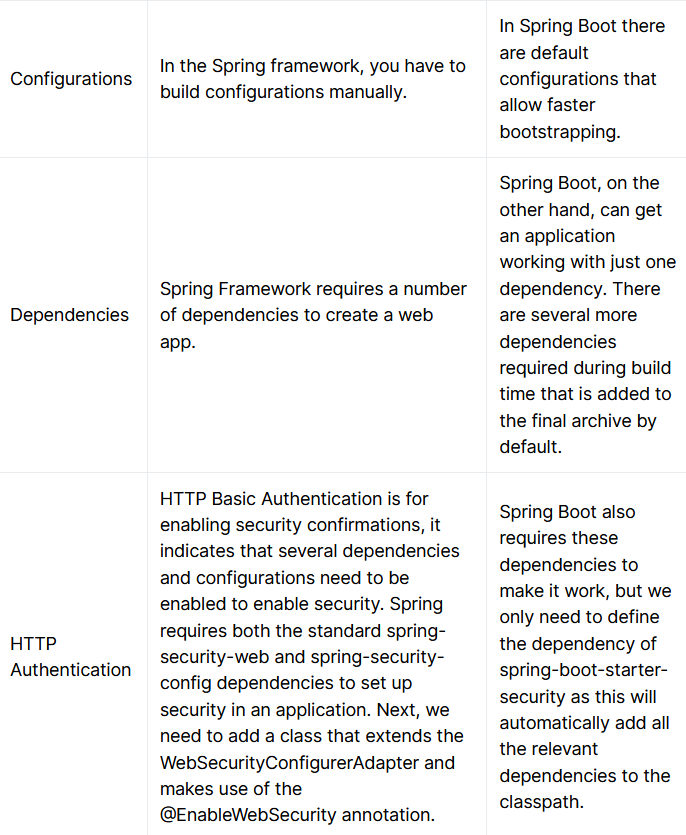 Configurations
In the Spring framework, you have to
build configurations manually.
In Spring Boot there
are default
configurations that
allow faster
bootstrapping.
Dependencies
Spring Framework requires a number
of dependencies to create a web
app.
Spring Boot, on the
other hand, can get
an application
working with just one
dependency. There
are several more
dependencies
required during build
time that is added to
the final archive by
default.
HTTP
Authentication
HTTP Basic Authentication is for
enabling security confirmations, it
indicates that several dependencies
and configurations need to be
enabled to enable security. Spring
requires both the standard spring-
security-web and spring-security-
config dependencies to set up
security in an application. Next, we
need to add a class that extends the
WebSecurityConfigurerAdapter and
makes use of the
@EnableWebSecurity annotation.
Spring Boot also
requires these
dependencies to
make it work, but we
only need to define
the dependency of
spring-boot-starter-
security as this will
automatically add all
the relevant
dependencies to the
classpath.